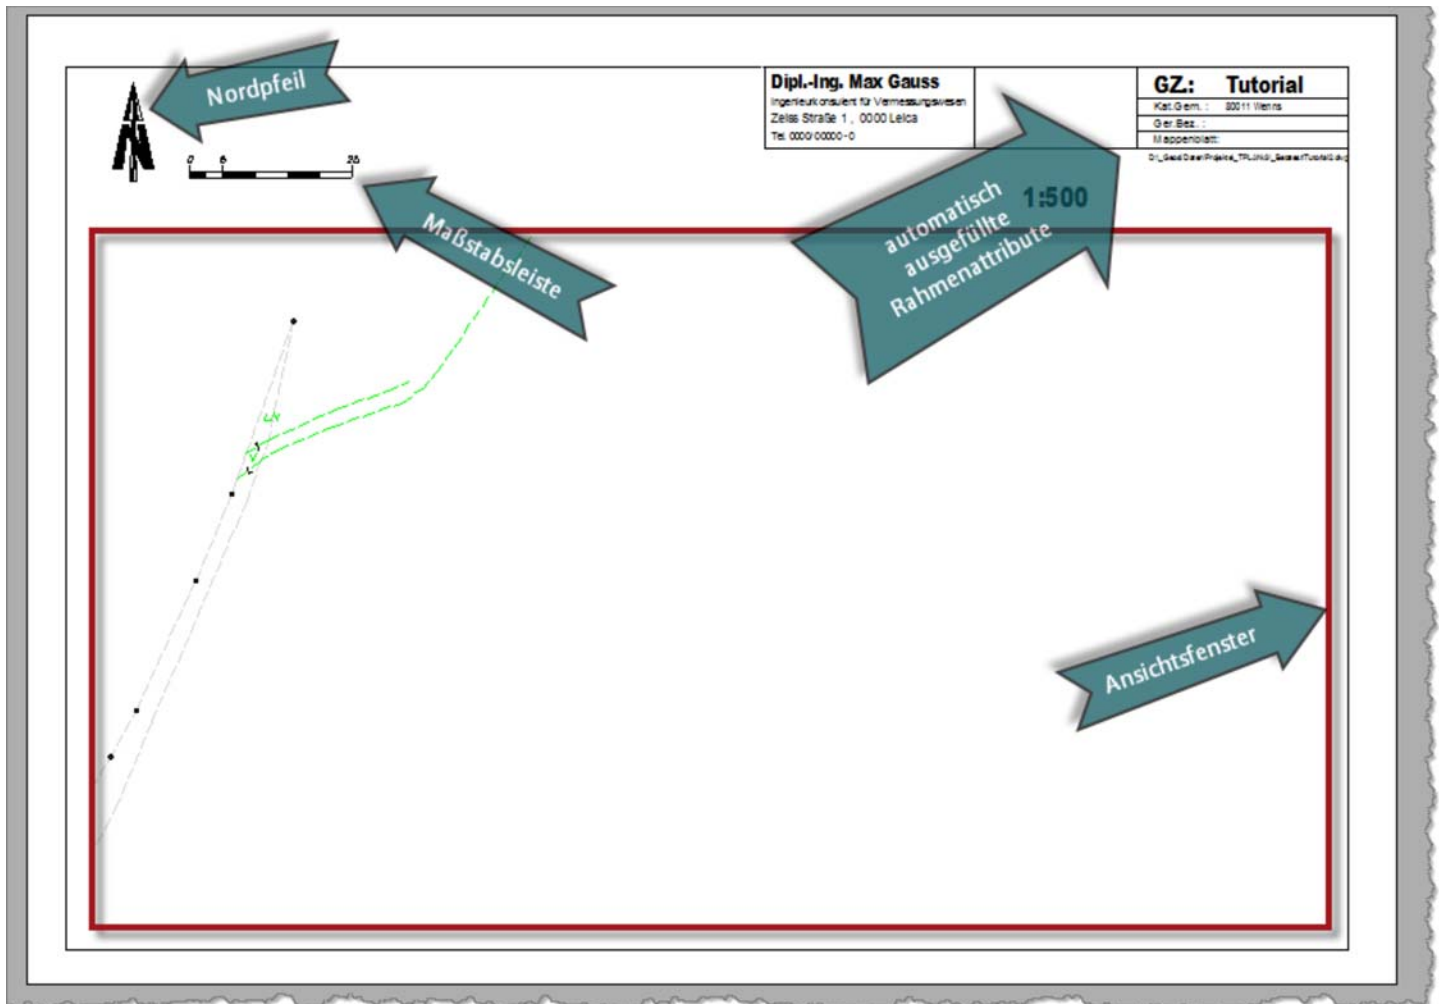 Nordpfeil
0 5 25
Maßstabsleiste
Dipl.-Ing. Max Gauss
Ingenieurkonsulent für Vermessungswesen
Zeiss Straße 1 , 0000 Leica
Tel. 0000/00000-0
GZ.: Tutorial
Kat.Gem. : 80011 Wenns
Ger.Bez. :
Mappenblatt:
1:500
automatisch
ausgefüllte
Rahmenattribute
Ansichtsfenster